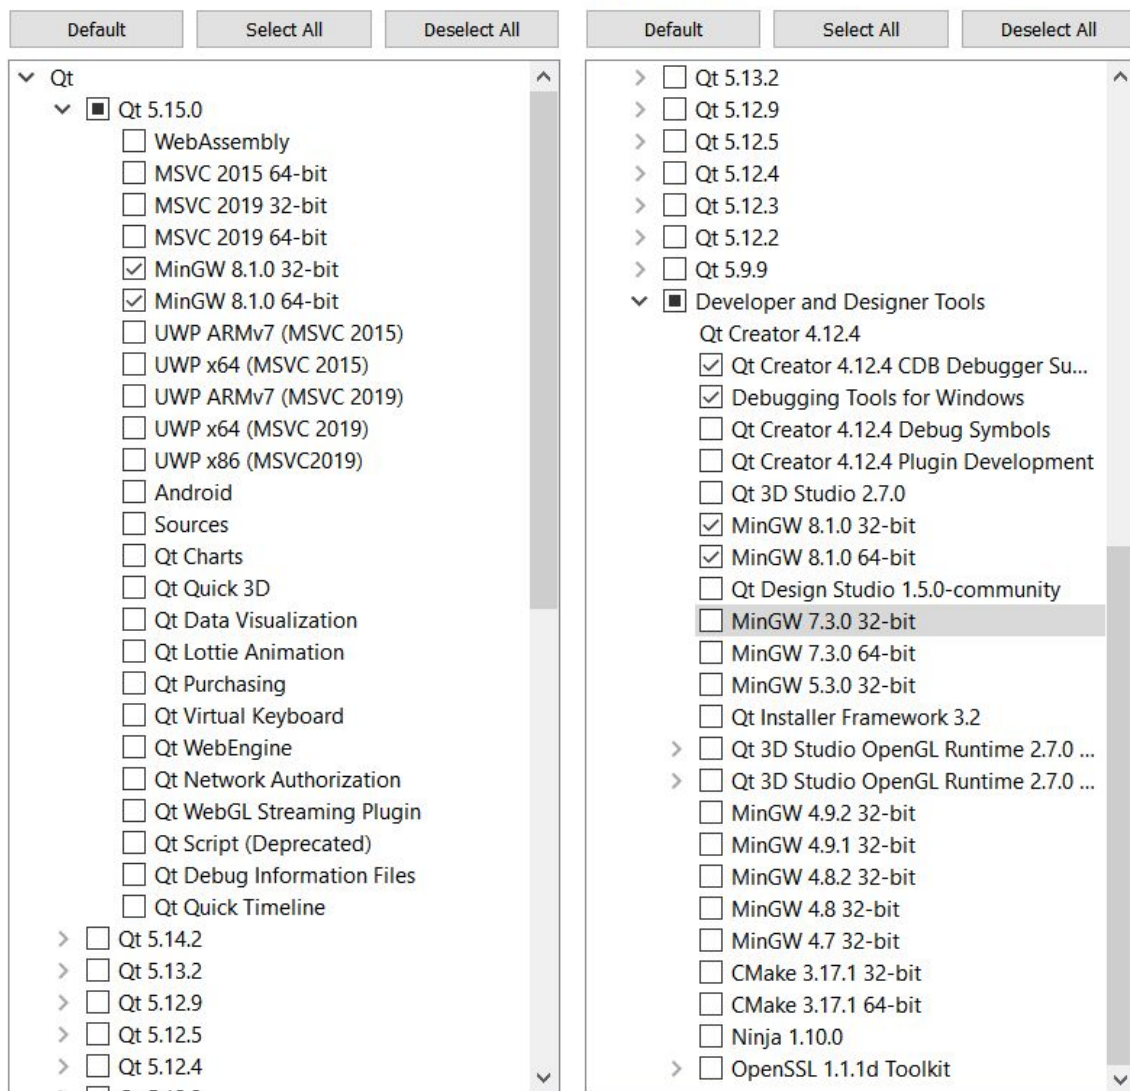 Default Select All Deselect All
Qt
Qt 5.15.0
WebAssembly
MSVC 2015 64-bit
MSVC 2019 32-bit
MSVC 2019 64-bit
MinGW 8.1.0 32-bit
MinGW 8.1.0 64-bit
UWP ARMv7 (MSVC 2015)
UWP x64 (MSVC 2015)
UWP ARMv7 (MSVC 2019)
UWP x64 (MSVC 2019)
UWP x86 (MSVC2019)
Android
Sources
Qt Charts
Qt Quick 3D
Qt Data Visualization
Qt Lottie Animation
Qt Purchasing
Qt Virtual Keyboard
Qt WebEngine
Qt Network Authorization
Qt WebGL Streaming Plugin
Qt Script (Deprecated)
Qt Debug Information Files
Qt Quick Timeline
Qt 5.14.2
Qt 5.13.2
Qt 5.12.9
Qt 5.12.5
Qt 5.12.4
Default Select All Deselect All
Qt 5.13.2
Qt 5.12.9
Qt 5.12.5
Qt 5.12.4
Qt 5.12.3
Qt 5.12.2
Qt 5.9.9
Developer and Designer Tools
Qt Creator 4.12.4
Qt Creator 4.12.4 CDB Debugger Su...
Debugging Tools for Windows
Qt Creator 4.12.4 Debug Symbols
Qt Creator 4.12.4 Plugin Development
Qt 3D Studio 2.7.0
MinGW 8.1.0 32-bit
MinGW 8.1.0 64-bit
Qt Design Studio 1.5.0-community
MinGW 7.3.0 32-bit
MinGW 7.3.0 64-bit
MinGW 5.3.0 32-bit
Qt Installer Framework 3.2
Qt 3D Studio OpenGL Runtime 2.7.0 ...
Qt 3D Studio OpenGL Runtime 2.7.0 ...
MinGW 4.9.2 32-bit
MinGW 4.9.1 32-bit
MinGW 4.8.2 32-bit
MinGW 4.8 32-bit
MinGW 4.7 32-bit
CMake 3.17.1 32-bit
CMake 3.17.1 64-bit
Ninja 1.10.0
OpenSSL 1.1.1d Toolkit